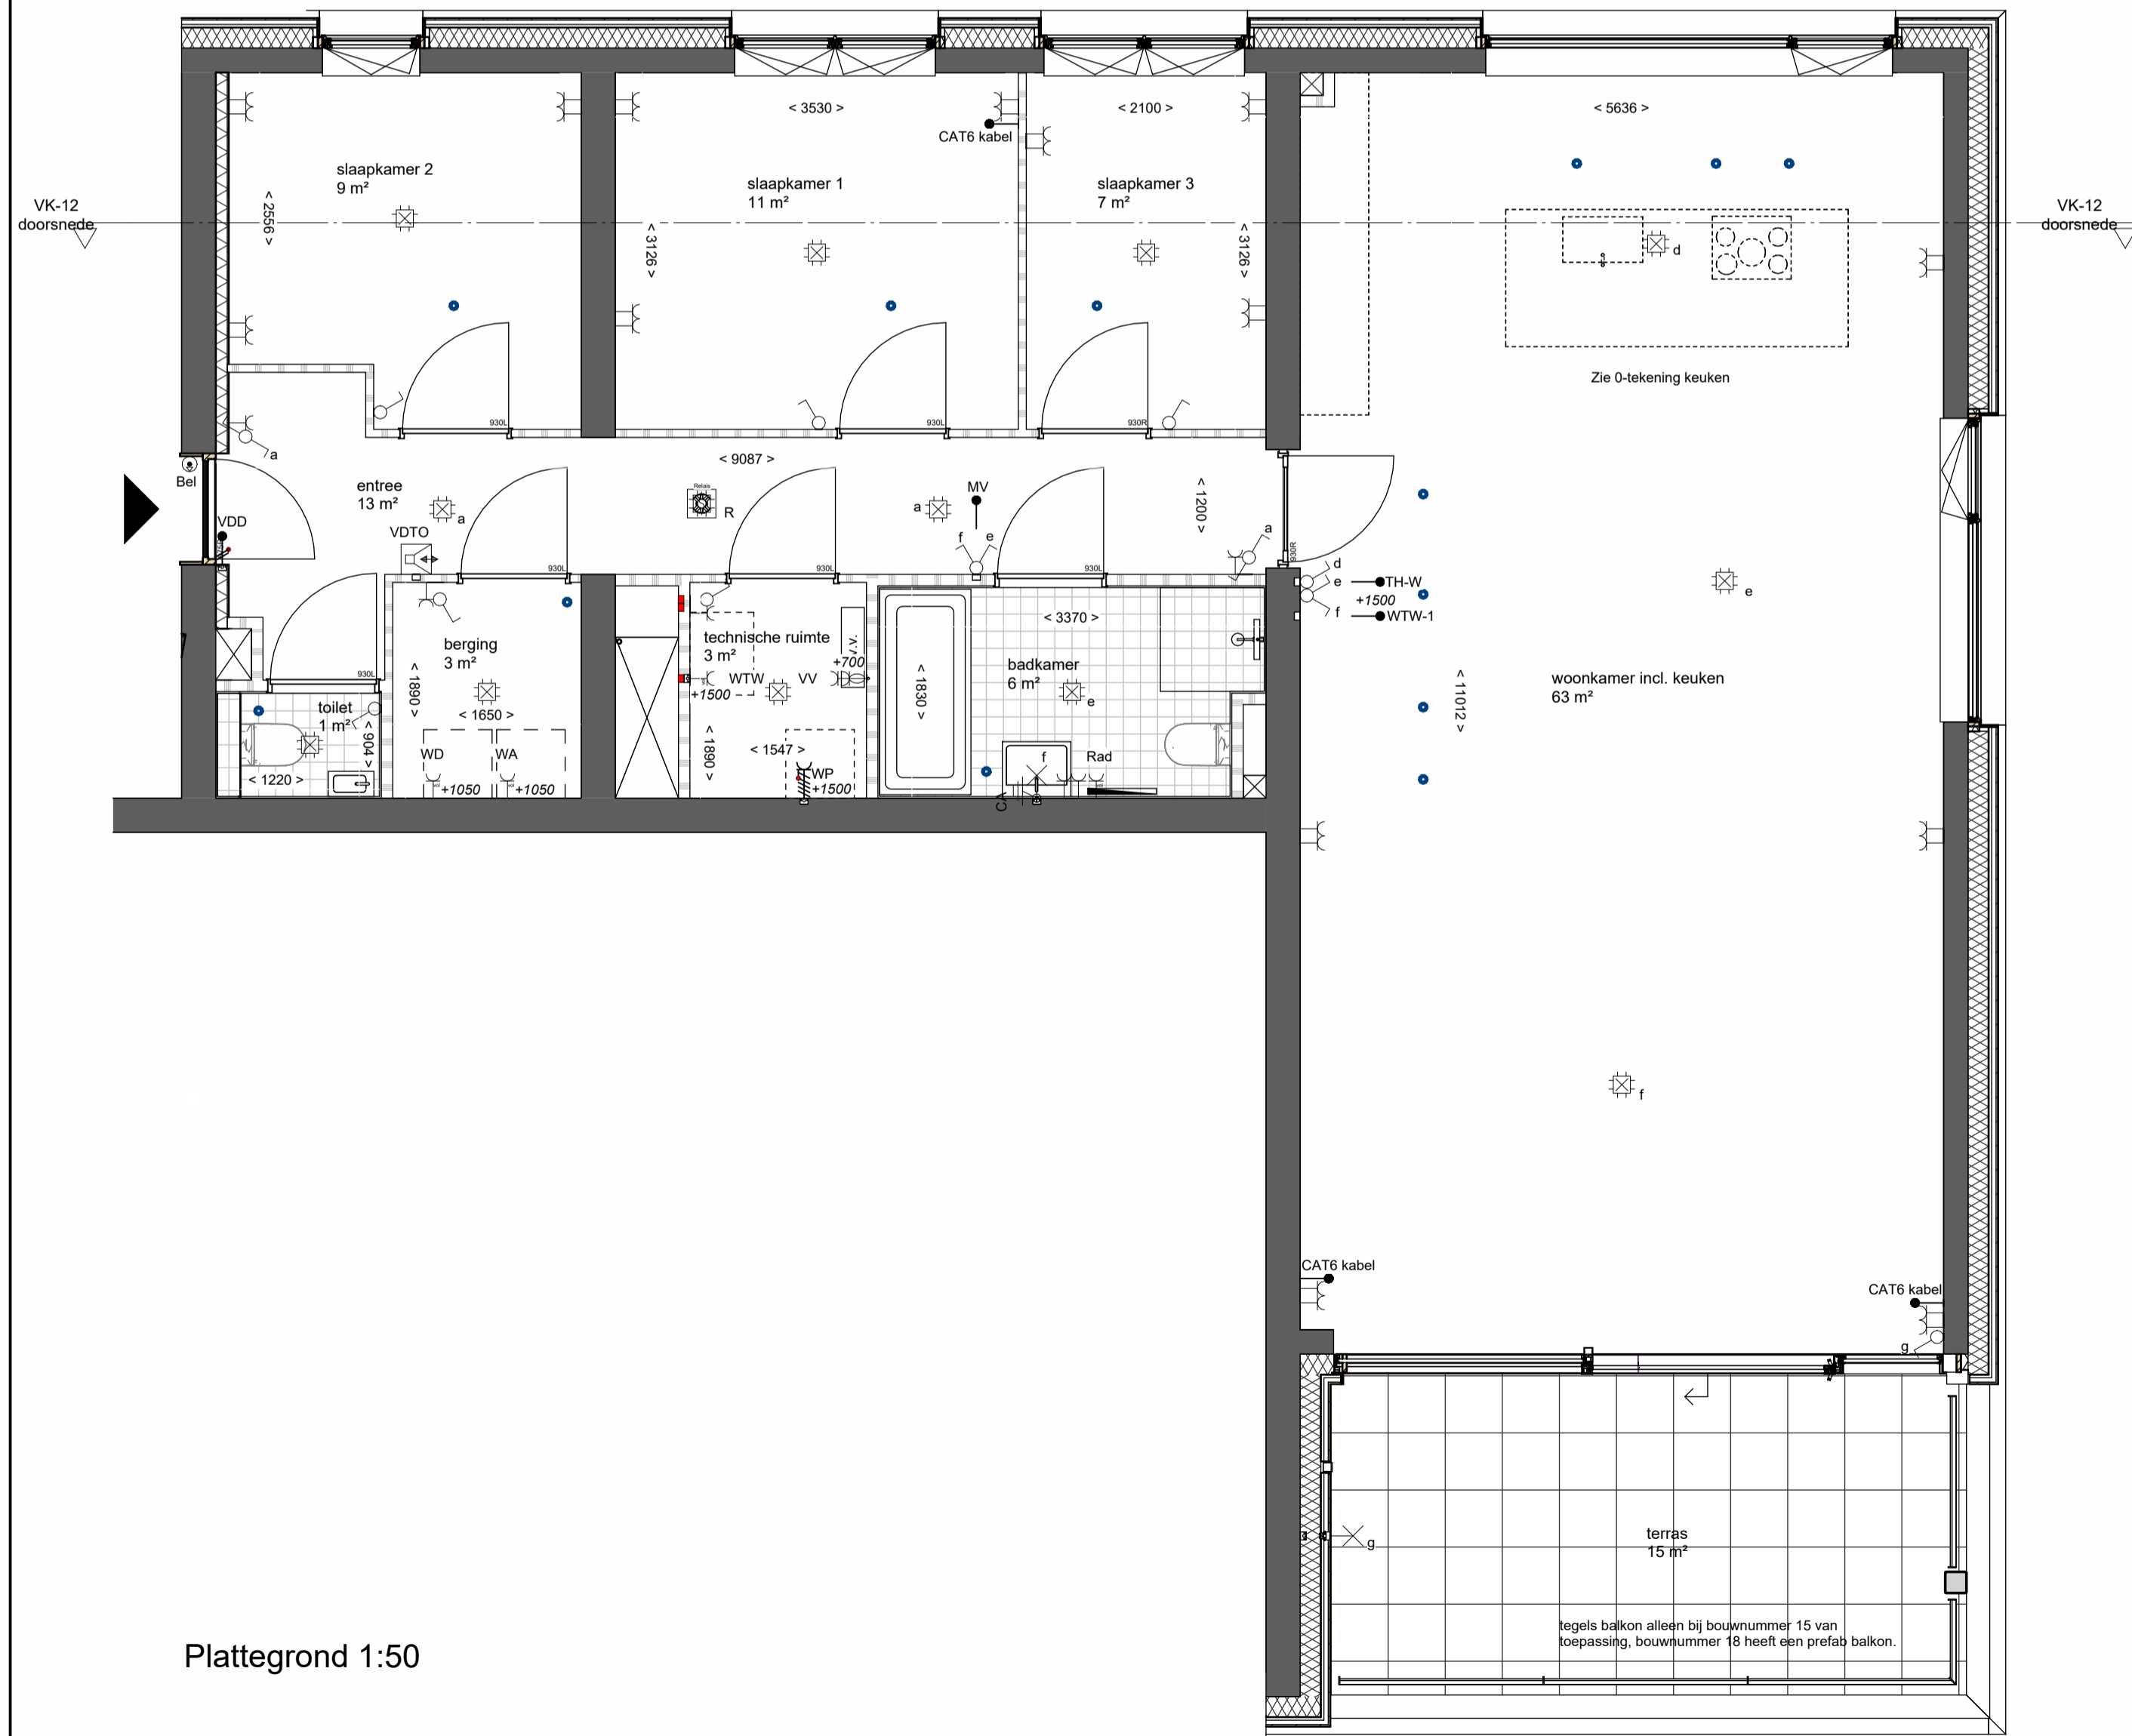 < 3530 >
< 2100 >
< 5636 >
CAT6 kabel
slaapkamer 2
9 m²
slaapkamer 1
11 m²
slaapkamer 3
7 m²
VK-12
doorsnede
VK-12
doorsnede
< 2556 >
< 3126 >
< 3126 >
d
Zie 0-tekening keuken
930L
930L
930R
a
< 9087 >
Bel
entree
13 m²
a
VDD
VDTO
Relais
R
a
MV
f
e
< 1200 >
a
930R
930L
930L
930L
d
e
f
TH-W
+1500
WTW-1
e
berging
3 m²
technische ruimte
3 m²
+700
WTW
VV
+1500
< 3370 >
badkamer
6 m²
e
< 1830 >
930L
toilet
1 m²
< 904 >
< 1220 >
< 1890 >
< 1650 >
WD
WA
+1050
+1050
< 1890 >
< 1547 >
WP
+1500
f
Rad
CA
woonkamer incl. keuken
63 m²
< 11012 >
f
CAT6 kabel
CAT6 kabel
g
g
terras
15 m²
tegels balkon alleen bij bouwnummer 15 van
toepassing, bouwnummer 18 heeft een prefab balkon.
Plattegrond 1:50